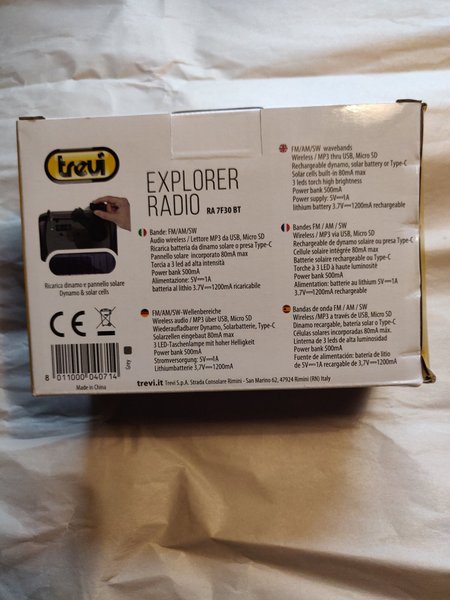 trevi
EXPLORER
RADIO RA 7F30 BT
Ricarica dinamo e pannello solare
Dynamo & solar cells
CE
8 011000 040714
Grey
Made in China
Bande: FM/AM/SW
Audio wireless / Lettore MP3 da USB, Micro SD
Ricarica batteria da dinamo solare o presa Type-C
Pannello solare incorporato 80mA max
Torcia a 3 led ad alta intensità
Power bank 500mA
Alimentazione: 5V⎓1A
batteria al litio 3.7V⎓1200mA ricaricabile
FM/AM/SW-Wellenbereiche
Wireless audio / MP3 über USB, Micro SD
Wiederaufladbarer Dynamo, Solarbatterie, Type-C
Solarzellen eingebaut 80mA max
3 LED-Taschenlampe mit hoher Helligkeit
Power Bank 500mA
Stromversorgung: 5V⎓1A
Lithiumbatterie 3,7V⎓1200mA
FM/AM/SW wavebands
Wireless / MP3 thru USB, Micro SD
Rechargeable dynamo, solar battery or Type-C
Solar cells built-in 80mA max
3 leds torch high brightness
Power bank 500mA
Power supply: 5V⎓1A
lithium battery 3.7V⎓1200mA rechargeable
Bandes FM / AM / SW
Wireless / MP3 via USB, Micro SD
Rechargeable de dynamo solaire ou presa Type-C
Cellule solaire intégrée 80mA max
Batterie solaire rechargeable ou Type-C
Torche à 3 LED à haute luminosité
Power bank 500mA
Alimentation: batterie au lithium 5V⎓1A
3.7V⎓1200mA rechargeable
Bandas de onda FM / AM / SW
Wireless /MP3 a través de USB, Micro SD
Dinamo recargable, batería solar o Type-C
Células solares incorporadas 80mA max
Linterna de 3 leds de alta luminosidad
Power bank 500mA
Fuente de alimentación: batería de litio
de 5V⎓1A recargable de 3.7V⎓1200mA
trevi.it Trevi S.p.A. Strada Consolare Rimini - San Marino 62, 47924 Rimini (RN) Italy